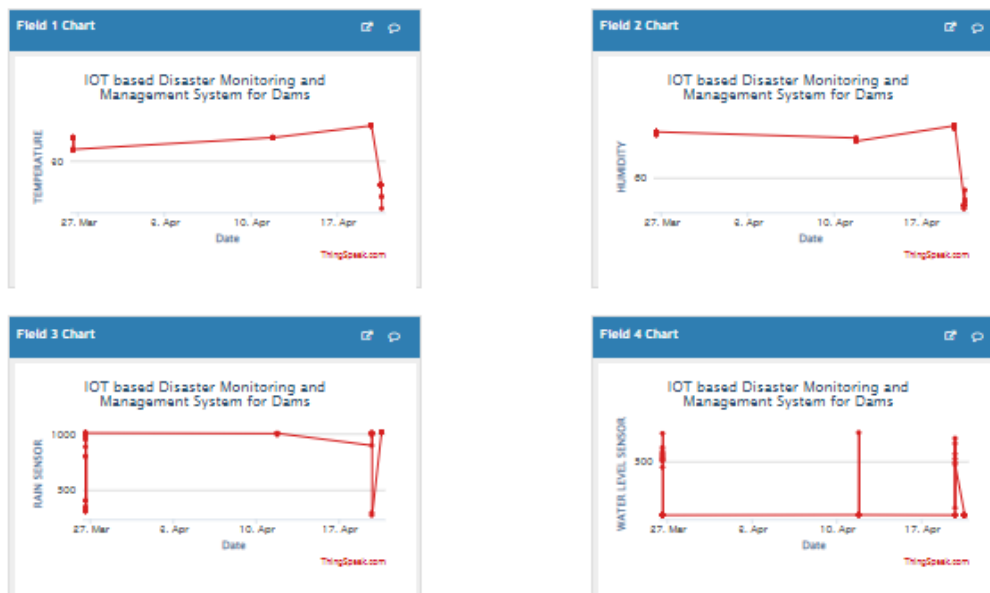 Field 1 Chart
IOT based Disaster Monitoring and
Management System for Dams
TEMPERATURE
27. Mar 3. Apr 10. Apr 17. Apr
Date
ThingSpeak.com
Field 2 Chart
IOT based Disaster Monitoring and
Management System for Dams
HUMIDITY
60
27. Mar 3. Apr 10. Apr 17. Apr
Date
ThingSpeak.com
Field 3 Chart
IOT based Disaster Monitoring and
Management System for Dams
RAIN SENSOR
1000
500
27. Mar 3. Apr 10. Apr 17. Apr
Date
ThingSpeak.com
Field 4 Chart
IOT based Disaster Monitoring and
Management System for Dams
WATER LEVEL SENSOR
500
27. Mar 3. Apr 10. Apr 17. Apr
Date
ThingSpeak.com